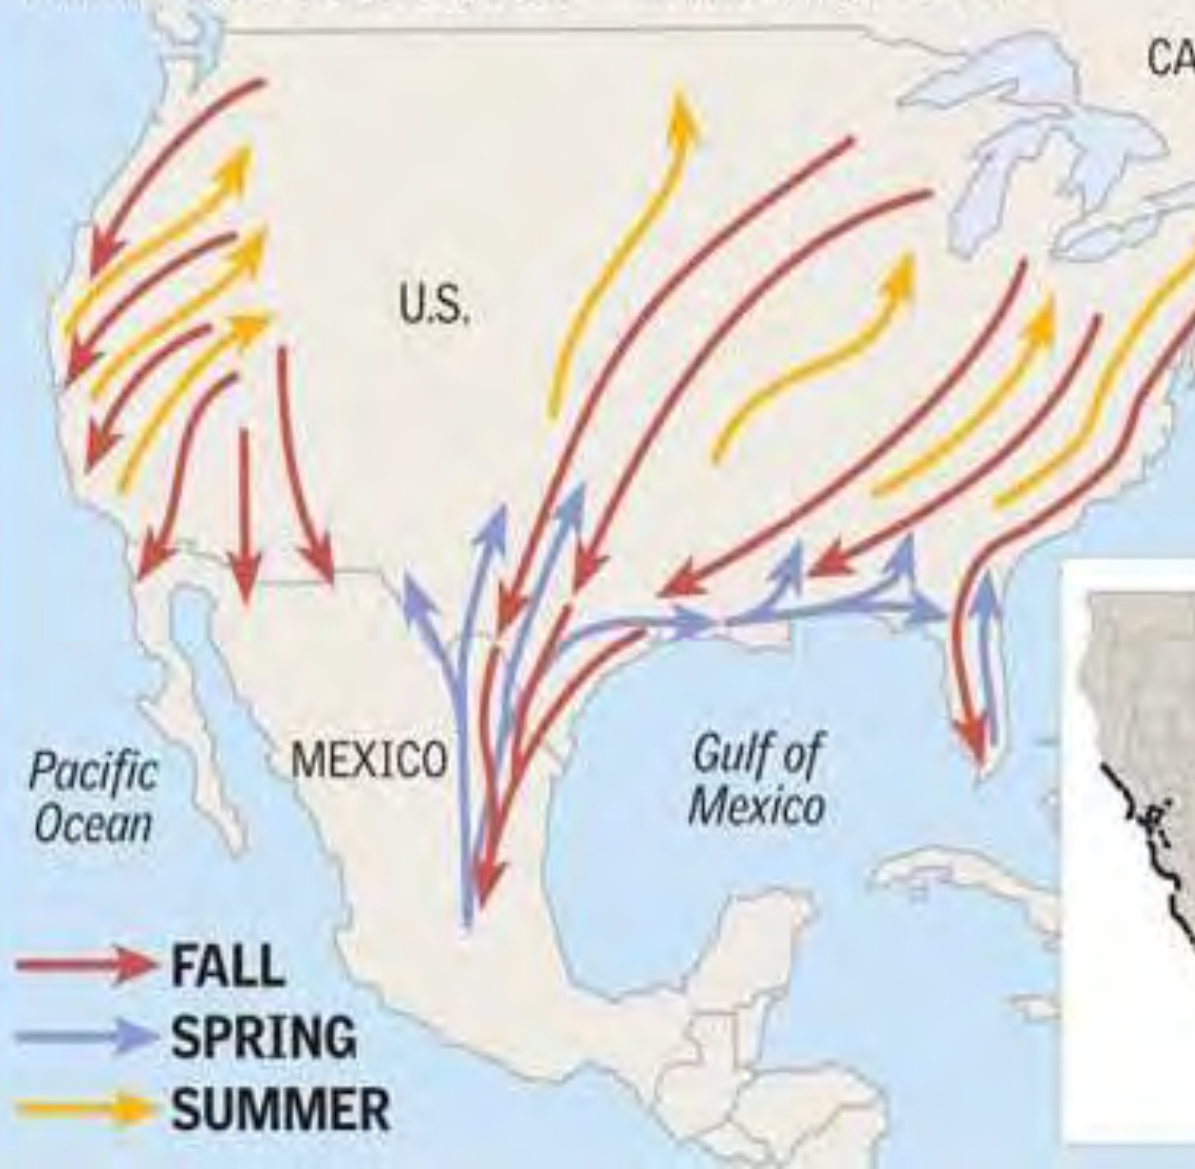 CA
U.S.
MEXICO
Gulf of
Mexico
Pacific
Ocean
FALL
SPRING
SUMMER